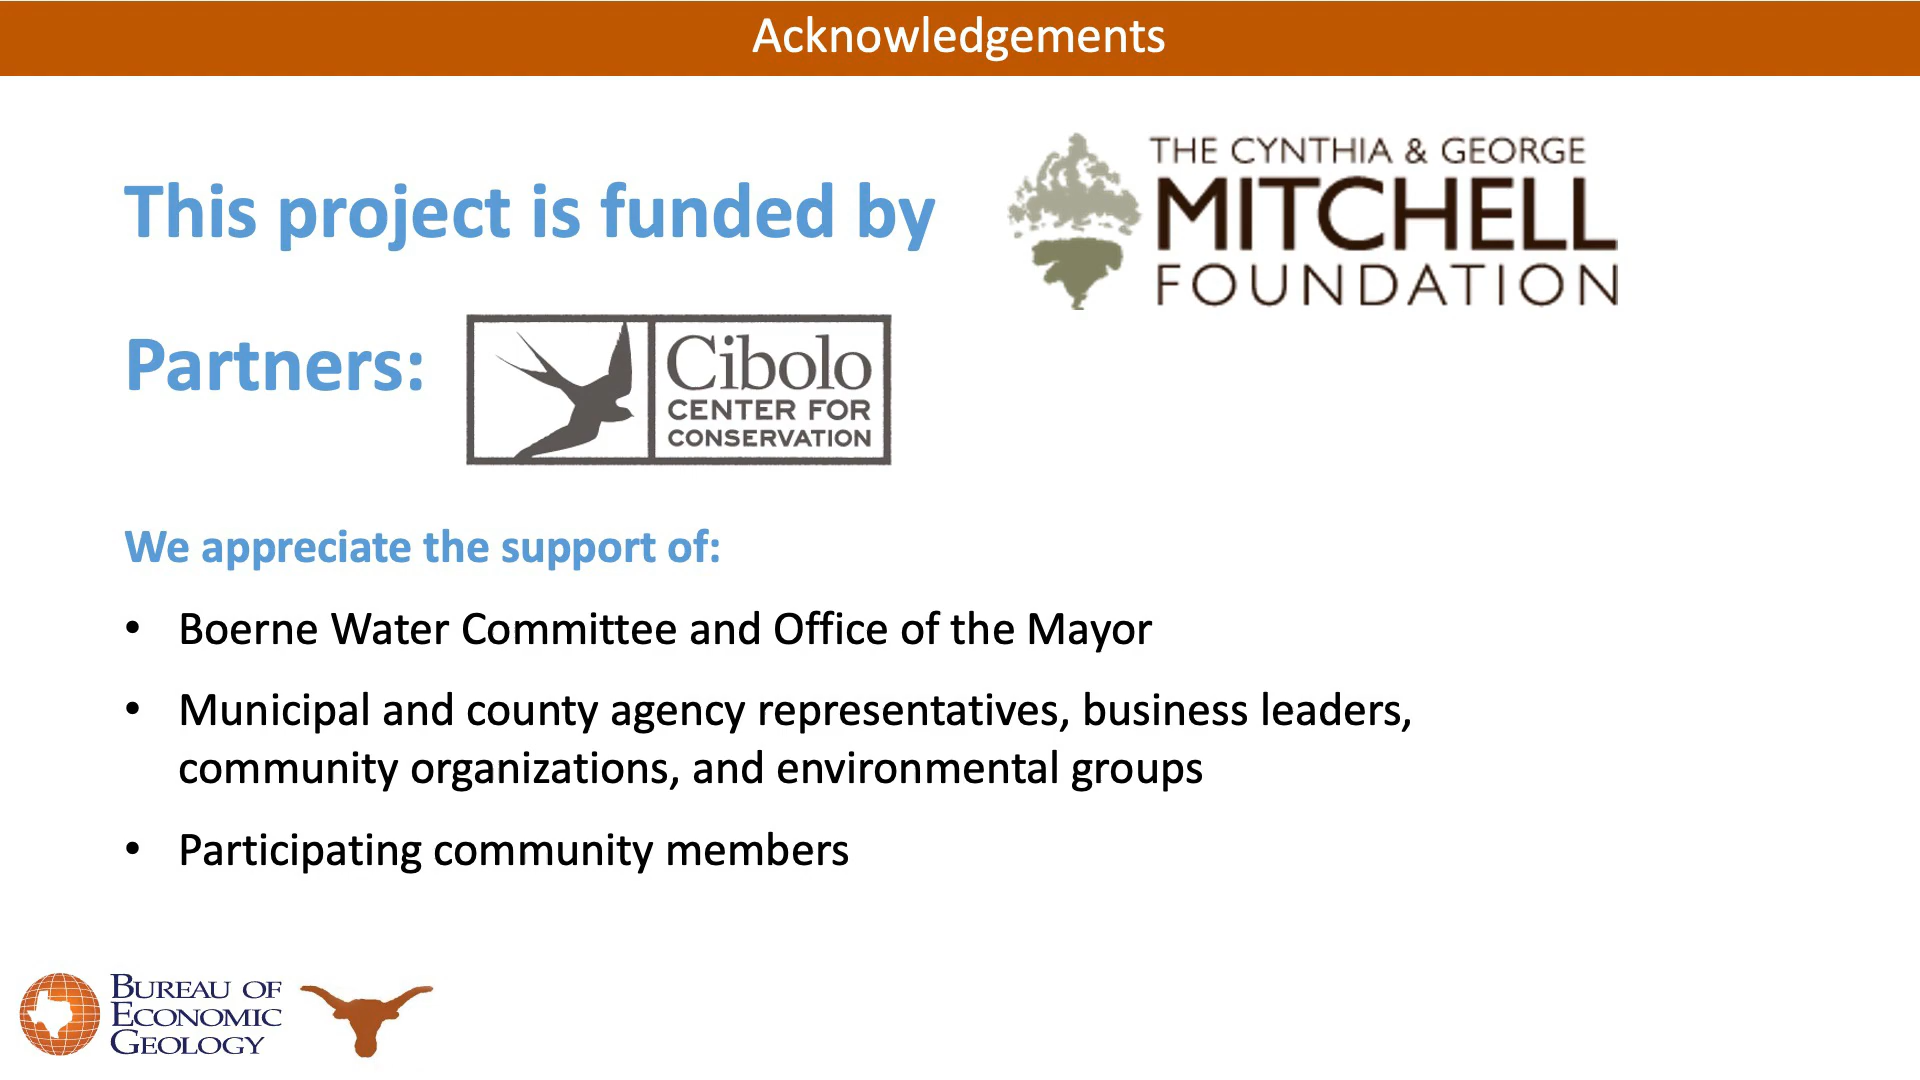 Acknowledgements
This project is funded by
THE CYNTHIA & GEORGE
MITCHELL
FOUNDATION
Partners:
Cibolo
CENTER FOR
CONSERVATION
We appreciate the support of:
• Boerne Water Committee and Office of the Mayor
• Municipal and county agency representatives, business leaders,
community organizations, and environmental groups
• Participating community members
BUREAU OF
ECONOMIC
GEOLOGY